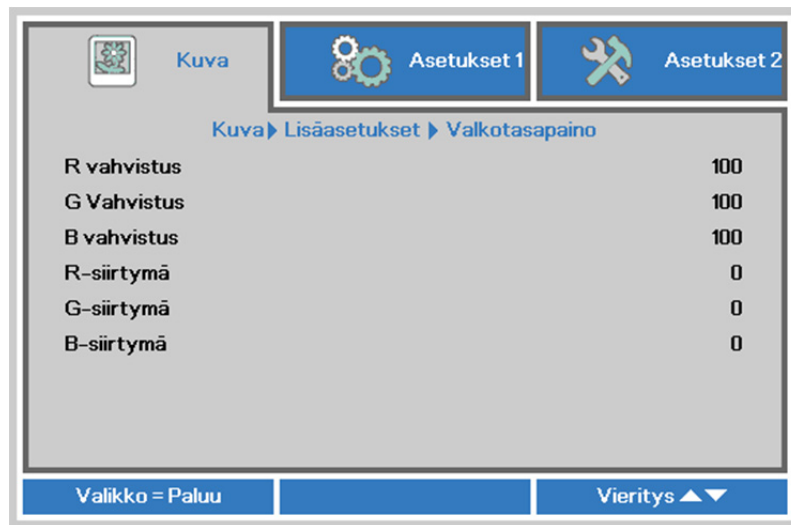 Kuva Asetukset 1 Asetukset 2
Kuva▶ Lisäasetukset ▶ Valkotasapaino
R vahvistus 100
G Vahvistus 100
B vahvistus 100
R-siirtymä 0
G-siirtymä 0
B-siirtymä 0
Valikko = Paluu Vieritys ▲▼